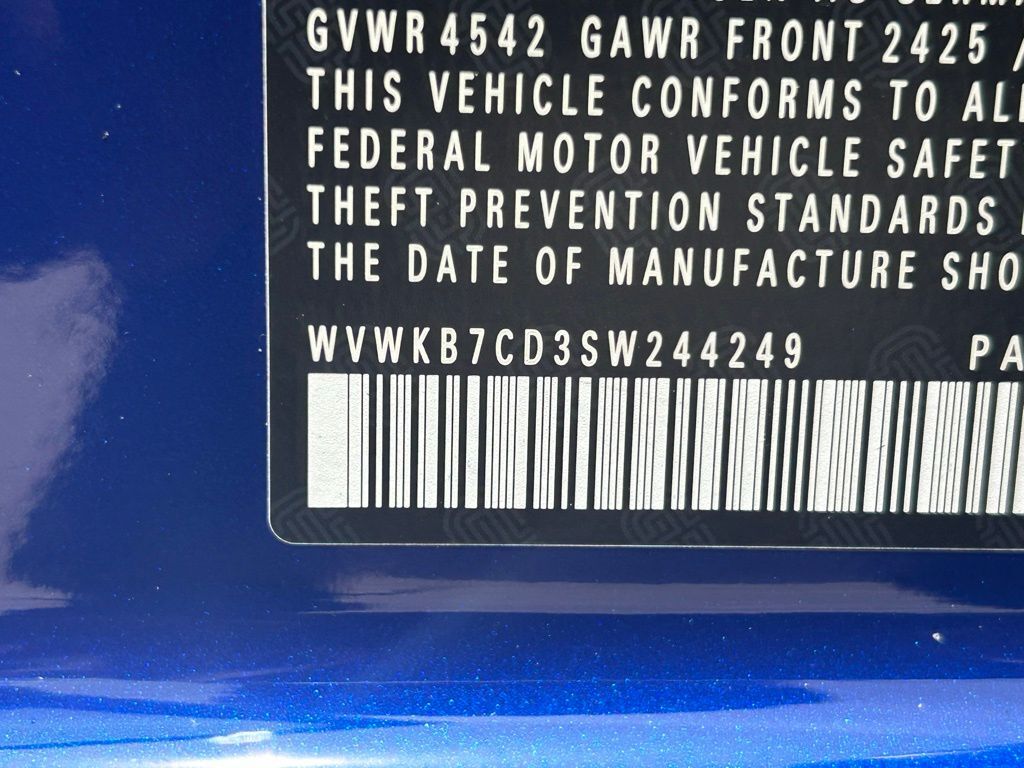 GVWR 4542 GAWR FRONT 2425
THIS VEHICLE CONFORMS TO
FEDERAL MOTOR VEHICLE
THEFT PREVENTION STANDARDS
THE DATE OF MANUFACTURE
WVWKB7CD3SW244249